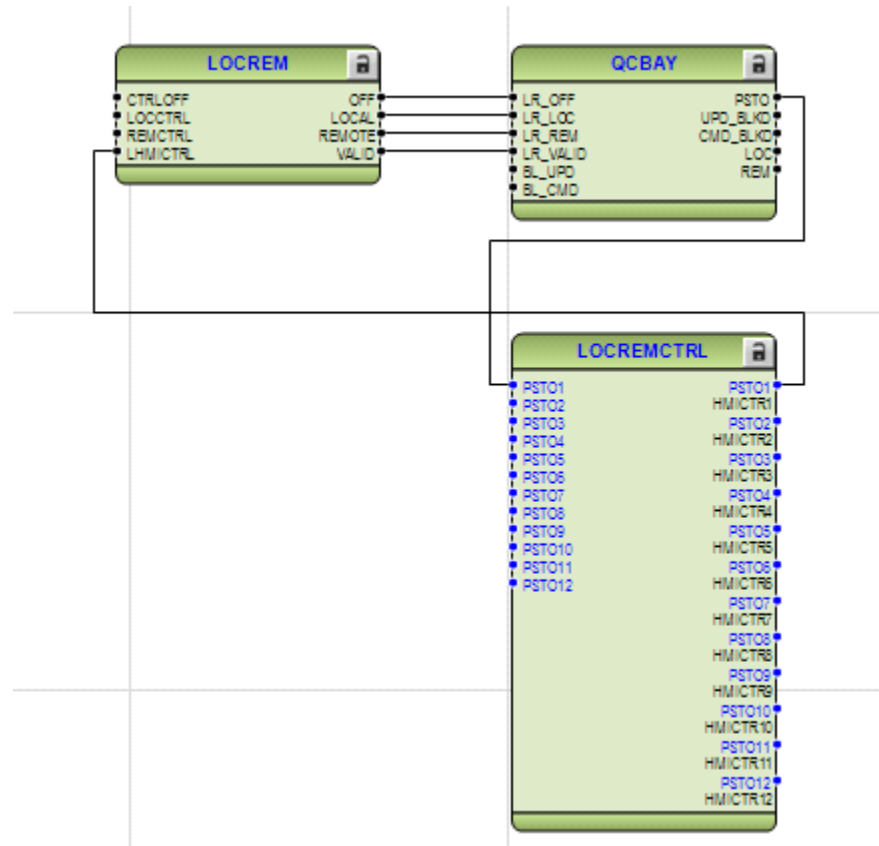 LOCREM
CTRLOFF OFF
LOCCTRL LOCAL
REMCTRL REMOTE
LHMICTRL VALID
QCBAY
LR_OFF PSTO
LR_LOC UPD_BLKD
LR_REM CMD_BLKD
LR_VALID LOC
BL_UPD REM
BL_CMD
LOCREMCTRL
PSTO1 PSTO1
PSTO2 HMICTR1
PSTO3 PSTO2
PSTO4 HMICTR2
PSTO5 PSTO3
PSTO6 HMICTR3
PSTO7 PSTO4
PSTO8 HMICTR4
PSTO9 PSTO5
PSTO10 HMICTR5
PSTO11 PSTO6
PSTO12 HMICTR6
PSTO7
HMICTR7
PSTO8
HMICTR8
PSTO9
HMICTR9
PSTO10
HMICTR10
PSTO11
HMICTR11
PSTO12
HMICTR12